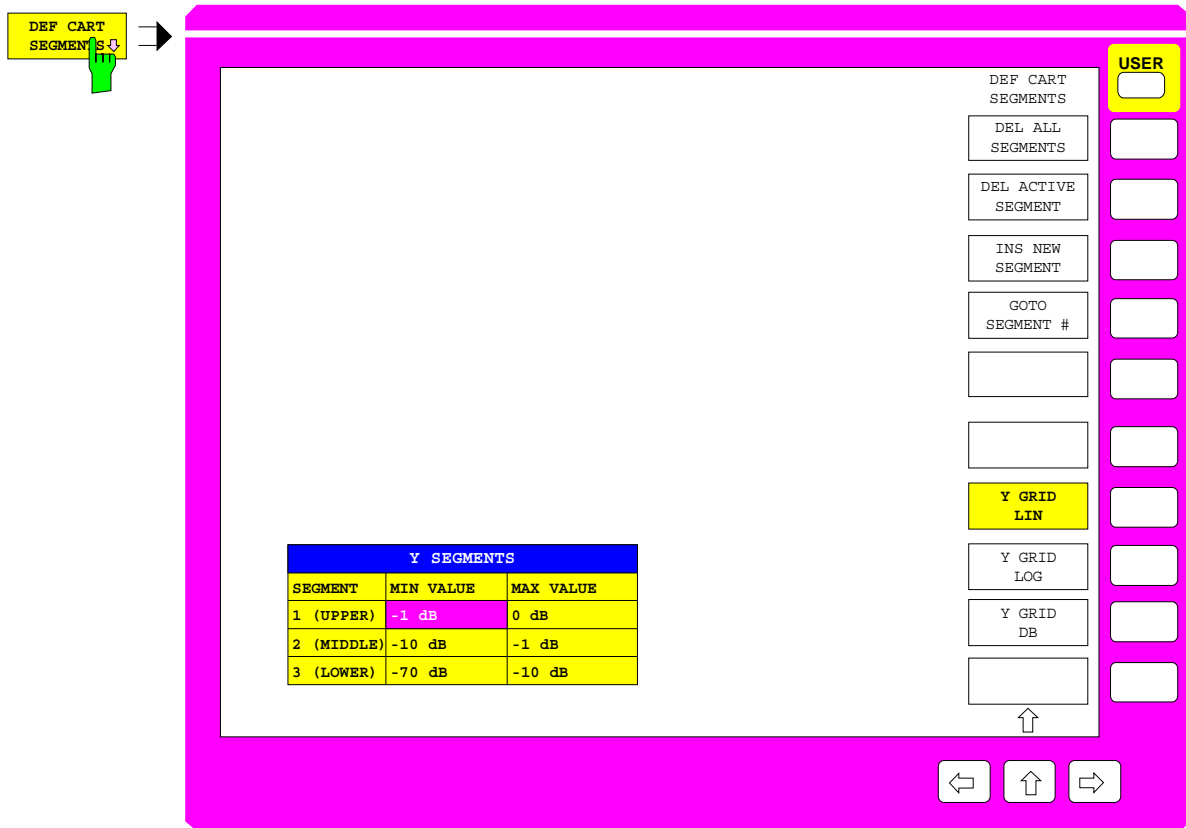 DEF CART
SEGMENTS
USER
DEF CART
SEGMENTS
DEL ALL
SEGMENTS
DEL ACTIVE
SEGMENT
INS NEW
SEGMENT
GOTO
SEGMENT #
Y GRID
LIN
Y GRID
LOG
Y GRID
DB
Y SEGMENTS
SEGMENT MIN VALUE MAX VALUE
1 (UPPER) -1 dB 0 dB
2 (MIDDLE) -10 dB -1 dB
3 (LOWER) -70 dB -10 dB